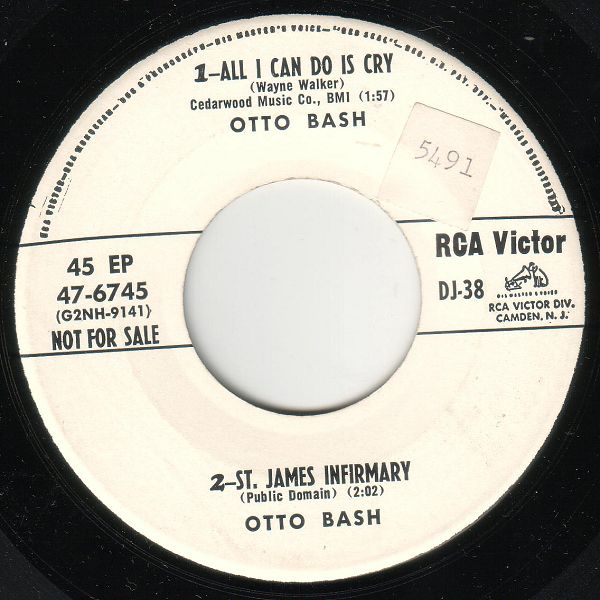 1-ALL I CAN DO IS CRY
(Wayne Walker)
Cedarwood Music Co., BMI (1:57)
OTTO BASH
5491
45 EP
47-6745
(G2NH-9141)
NOT FOR SALE
RCA Victor
DJ-38
RCA VICTOR DIV.
CAMDEN, N. J.
2-ST. JAMES INFIRMARY
(Public Domain) (2:02)
OTTO BASH